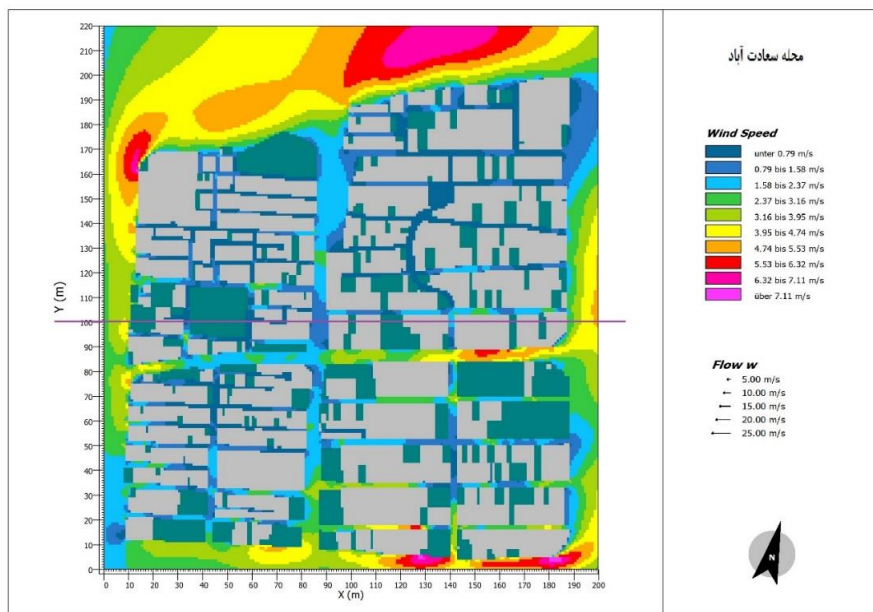 محله سعادت آباد
Wind Speed
unter 0.79 m/s
0.79 bis 1.58 m/s
1.58 bis 2.37 m/s
2.37 bis 3.16 m/s
3.16 bis 3.95 m/s
3.95 bis 4.74 m/s
4.74 bis 5.53 m/s
5.53 bis 6.32 m/s
6.32 bis 7.11 m/s
über 7.11 m/s
Flow w
5.00 m/s
10.00 m/s
15.00 m/s
20.00 m/s
25.00 m/s
N
Y (m)
220
210
200
190
180
170
160
150
140
130
120
110
100
90
80
70
60
50
40
30
20
10
0
0 10 20 30 40 50 60 70 80 90 100 110 120 130 140 150 160 170 180 190 200
X (m)